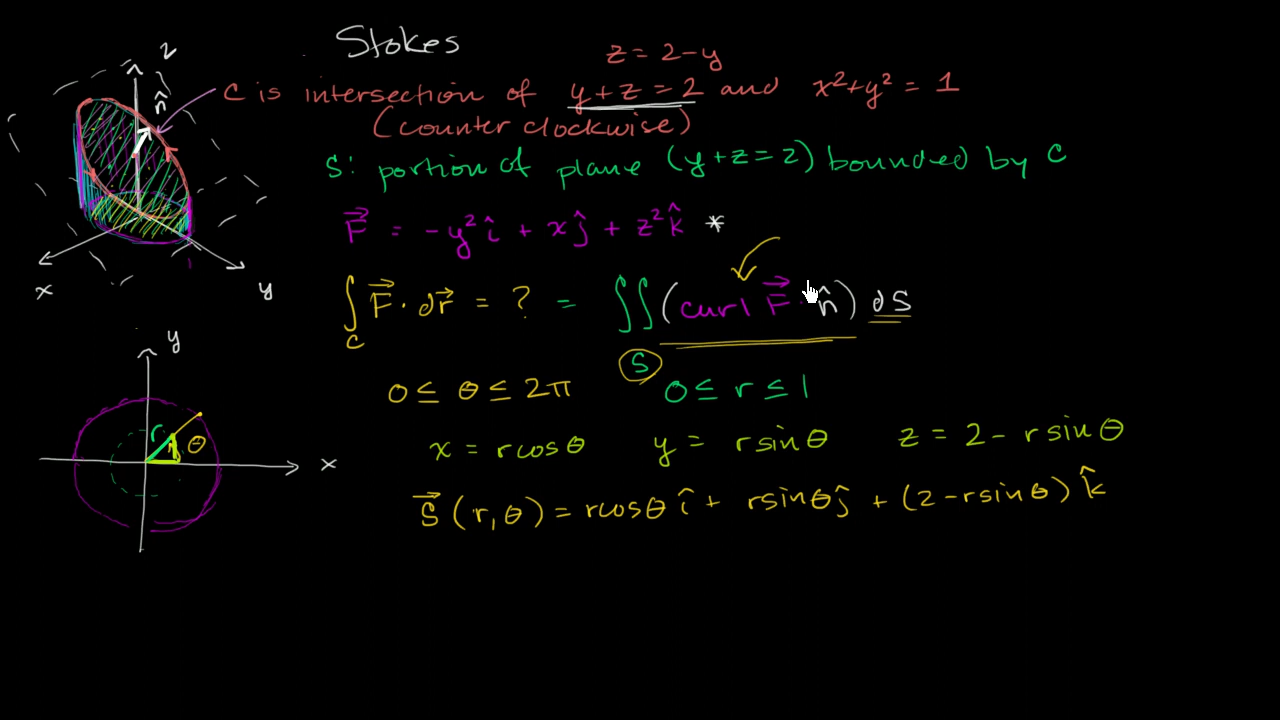 Stokes
z = 2 - y
C is intersection of y + z = 2 and x² + y² = 1
(counter clockwise)
S: portion of plane (y + z = 2) bounded by C
z
n̂
x
y
F⃗ = -y² î + x ĵ + z² k̂ *
∫_C F⃗ · dr⃗ = ? = ∬_S (curl F⃗ · n̂) dS
0 ≤ θ ≤ 2π 0 ≤ r ≤ 1
x = r cos θ y = r sin θ z = 2 - r sin θ
S⃗ (r, θ) = r cos θ î + r sin θ ĵ + (2 - r sin θ) k̂
y
r
θ
x